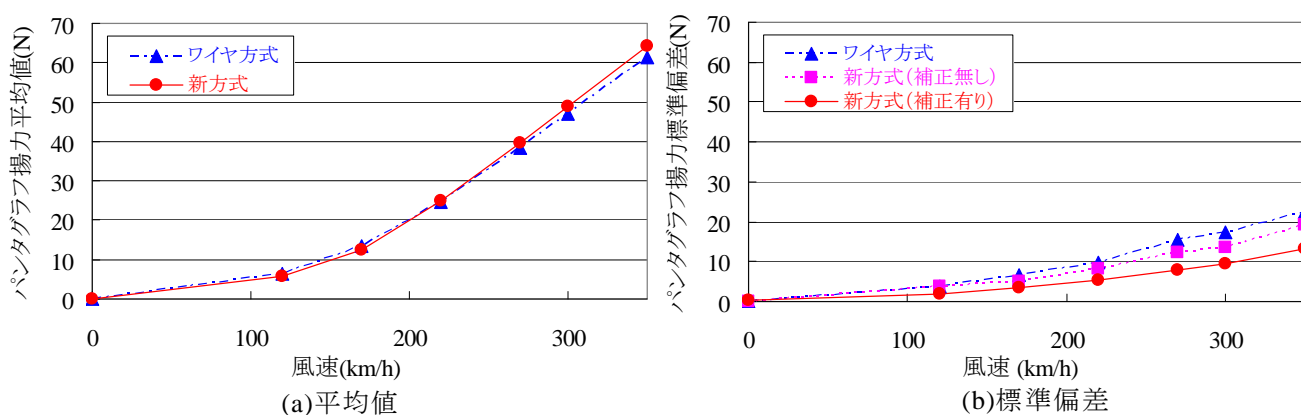 パンタグラフ揚力平均値(N)
70
60
50
40
30
20
10
0
ワイヤ方式
新方式
0
100
200
300
風速(km/h)
(a)平均値
パンタグラフ揚力標準偏差(N)
70
60
50
40
30
20
10
0
ワイヤ方式
新方式(補正無し)
新方式(補正有り)
0
100
200
300
風速 (km/h)
(b)標準偏差